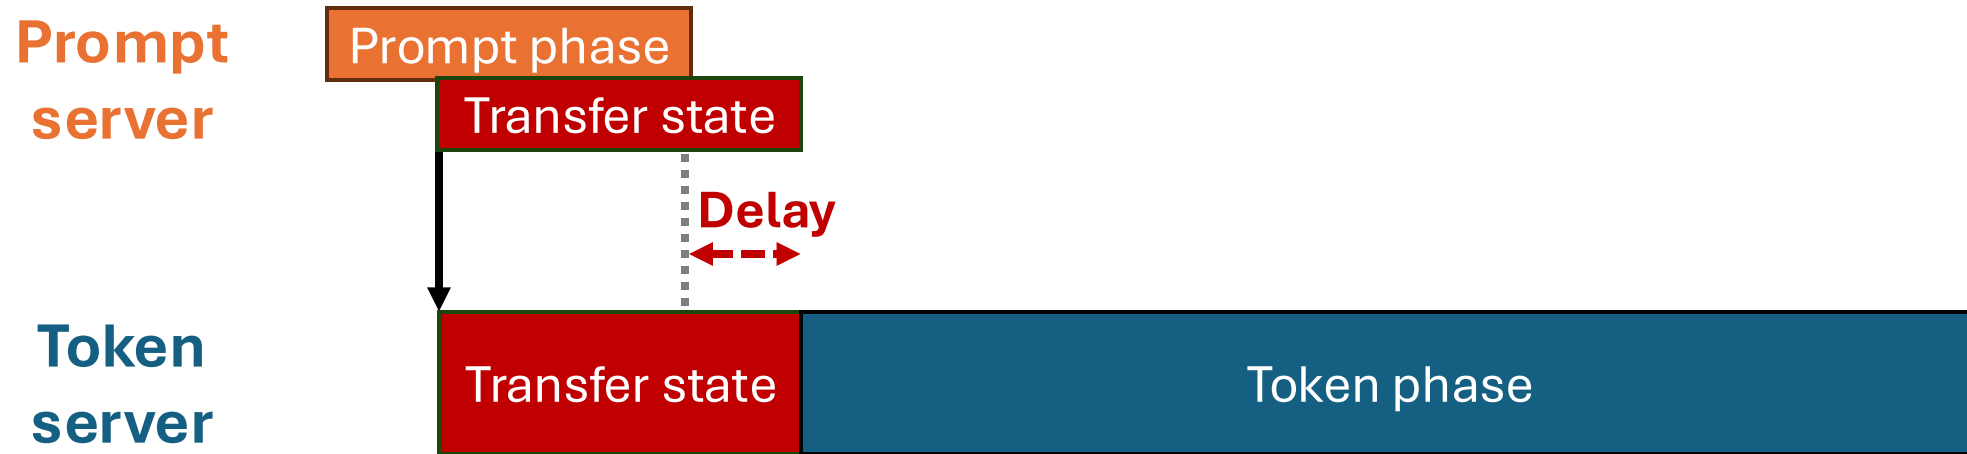 Prompt
server
Prompt phase
Transfer state
Delay
Token
server
Transfer state
Token phase